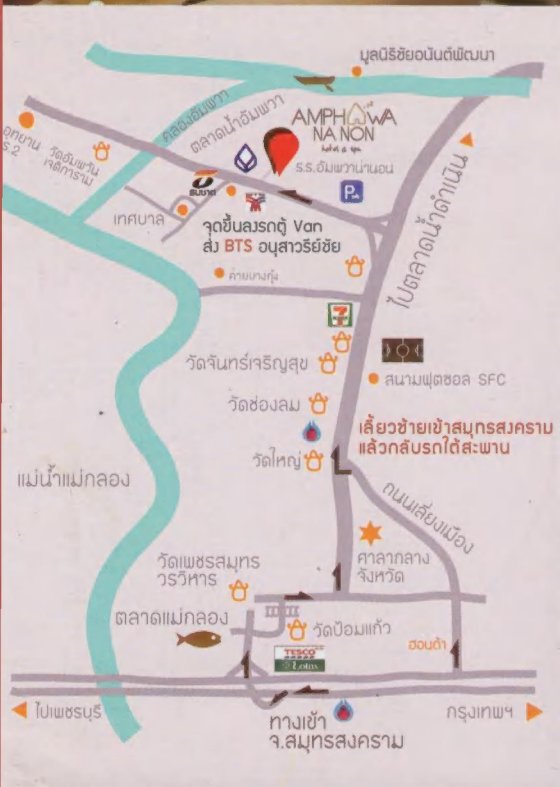 มูลนิธิชัยอนันต์พัฒนา
คลองอัมพวา
ตลาดน้ำอัมพวา
AMPHAWA
NA NON
hotel & spa
ร.ร.อัมพวาน่านอน
P
อุทยาน
ร.2
วัดอัมพวัน
เจติการาม
ธนชาต
เทศบาล
จุดขึ้นลงรถตู้ Van
ส่ง BTS อนุสาวรีย์ชัย
ค่ายบางกุ้ง
ไปตลาดน้ำดำเนิน
7
วัดจันทร์เจริญสุข
สนามฟุตซอล SFC
วัดช่องลม
เลี้ยวซ้ายเข้าสมุทรสงคราม
แล้วกลับรถใต้สะพาน
วัดใหญ่
แม่น้ำแม่กลอง
ถนนเลี่ยงเมือง
ศาลากลาง
จังหวัด
วัดเพชรสมุทร
วรวิหาร
ตลาดแม่กลอง
วัดป้อมแก้ว
TESCO
Lotus
ฮอนด้า
ไปเพชรบุรี
กรุงเทพฯ
ทางเข้า
จ.สมุทรสงคราม